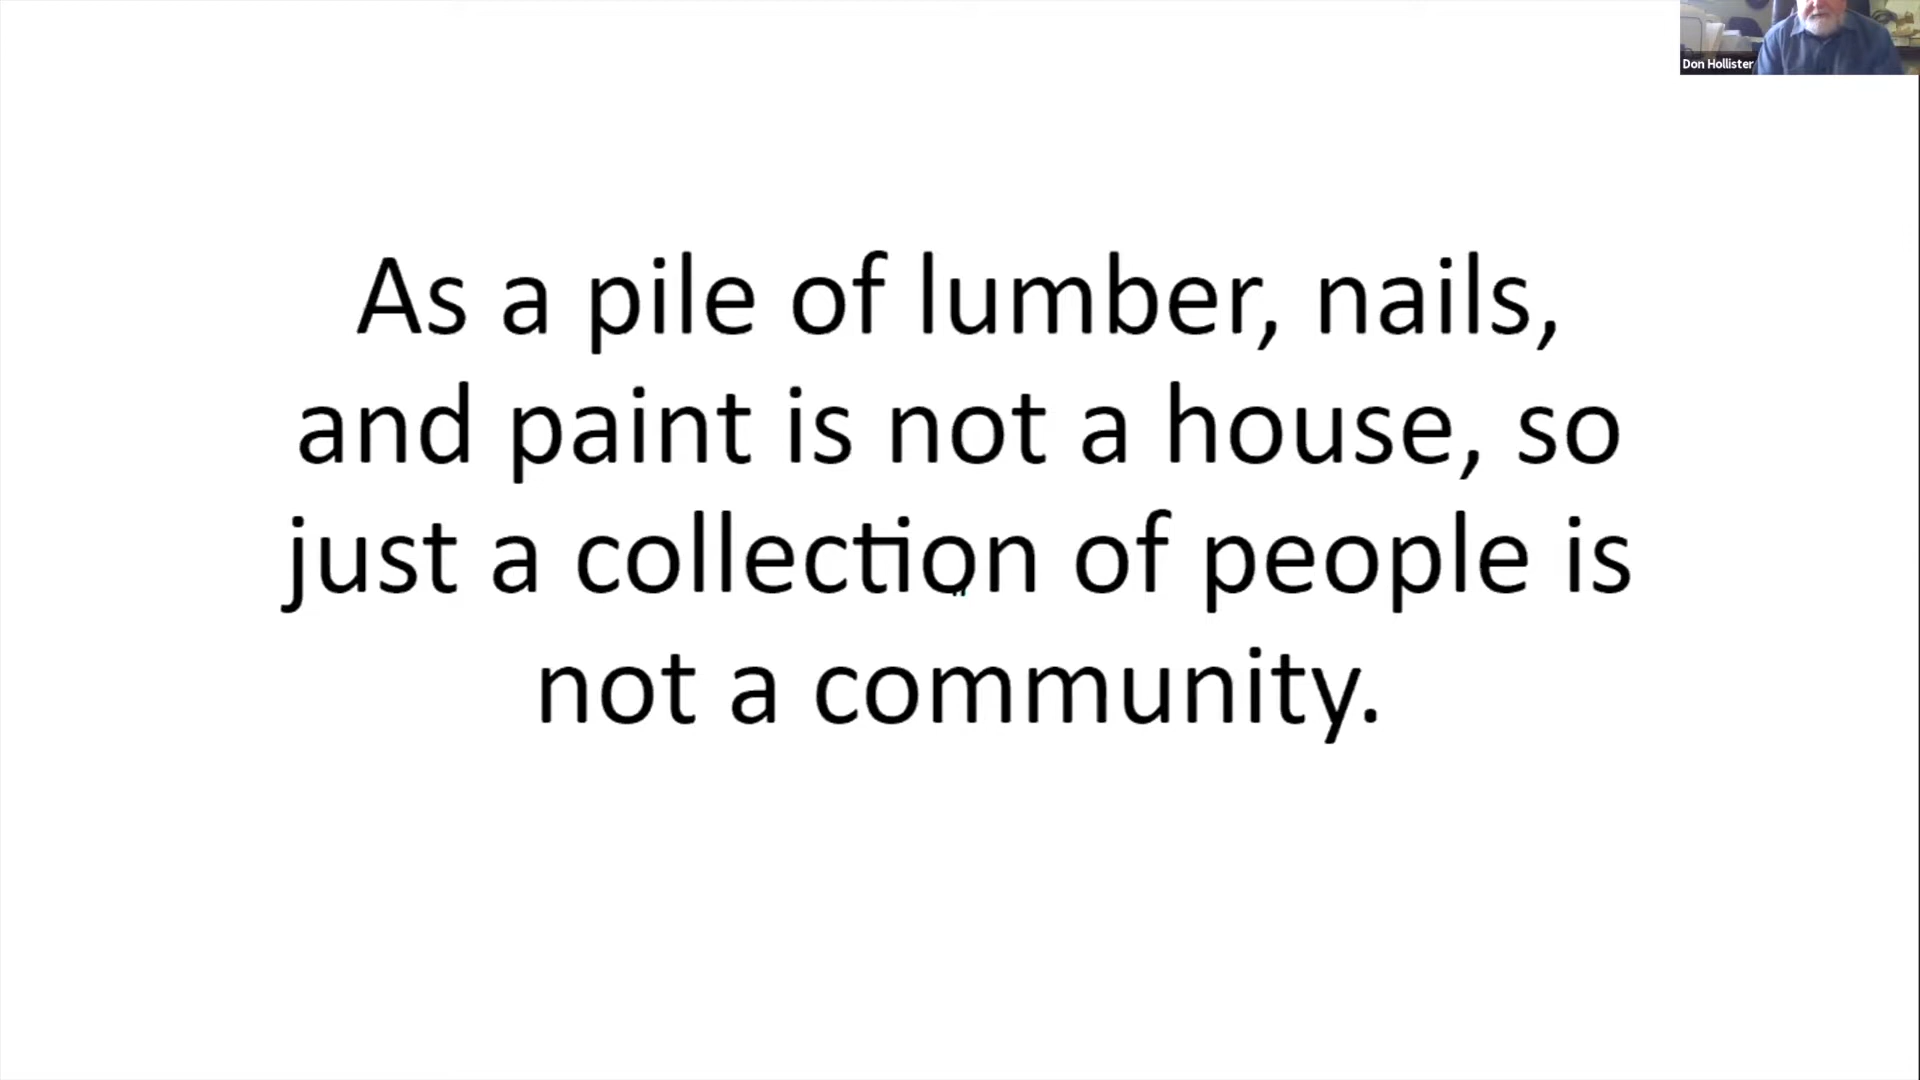 Don Hollister
As a pile of lumber, nails,
and paint is not a house, so
just a collection of people is
not a community.